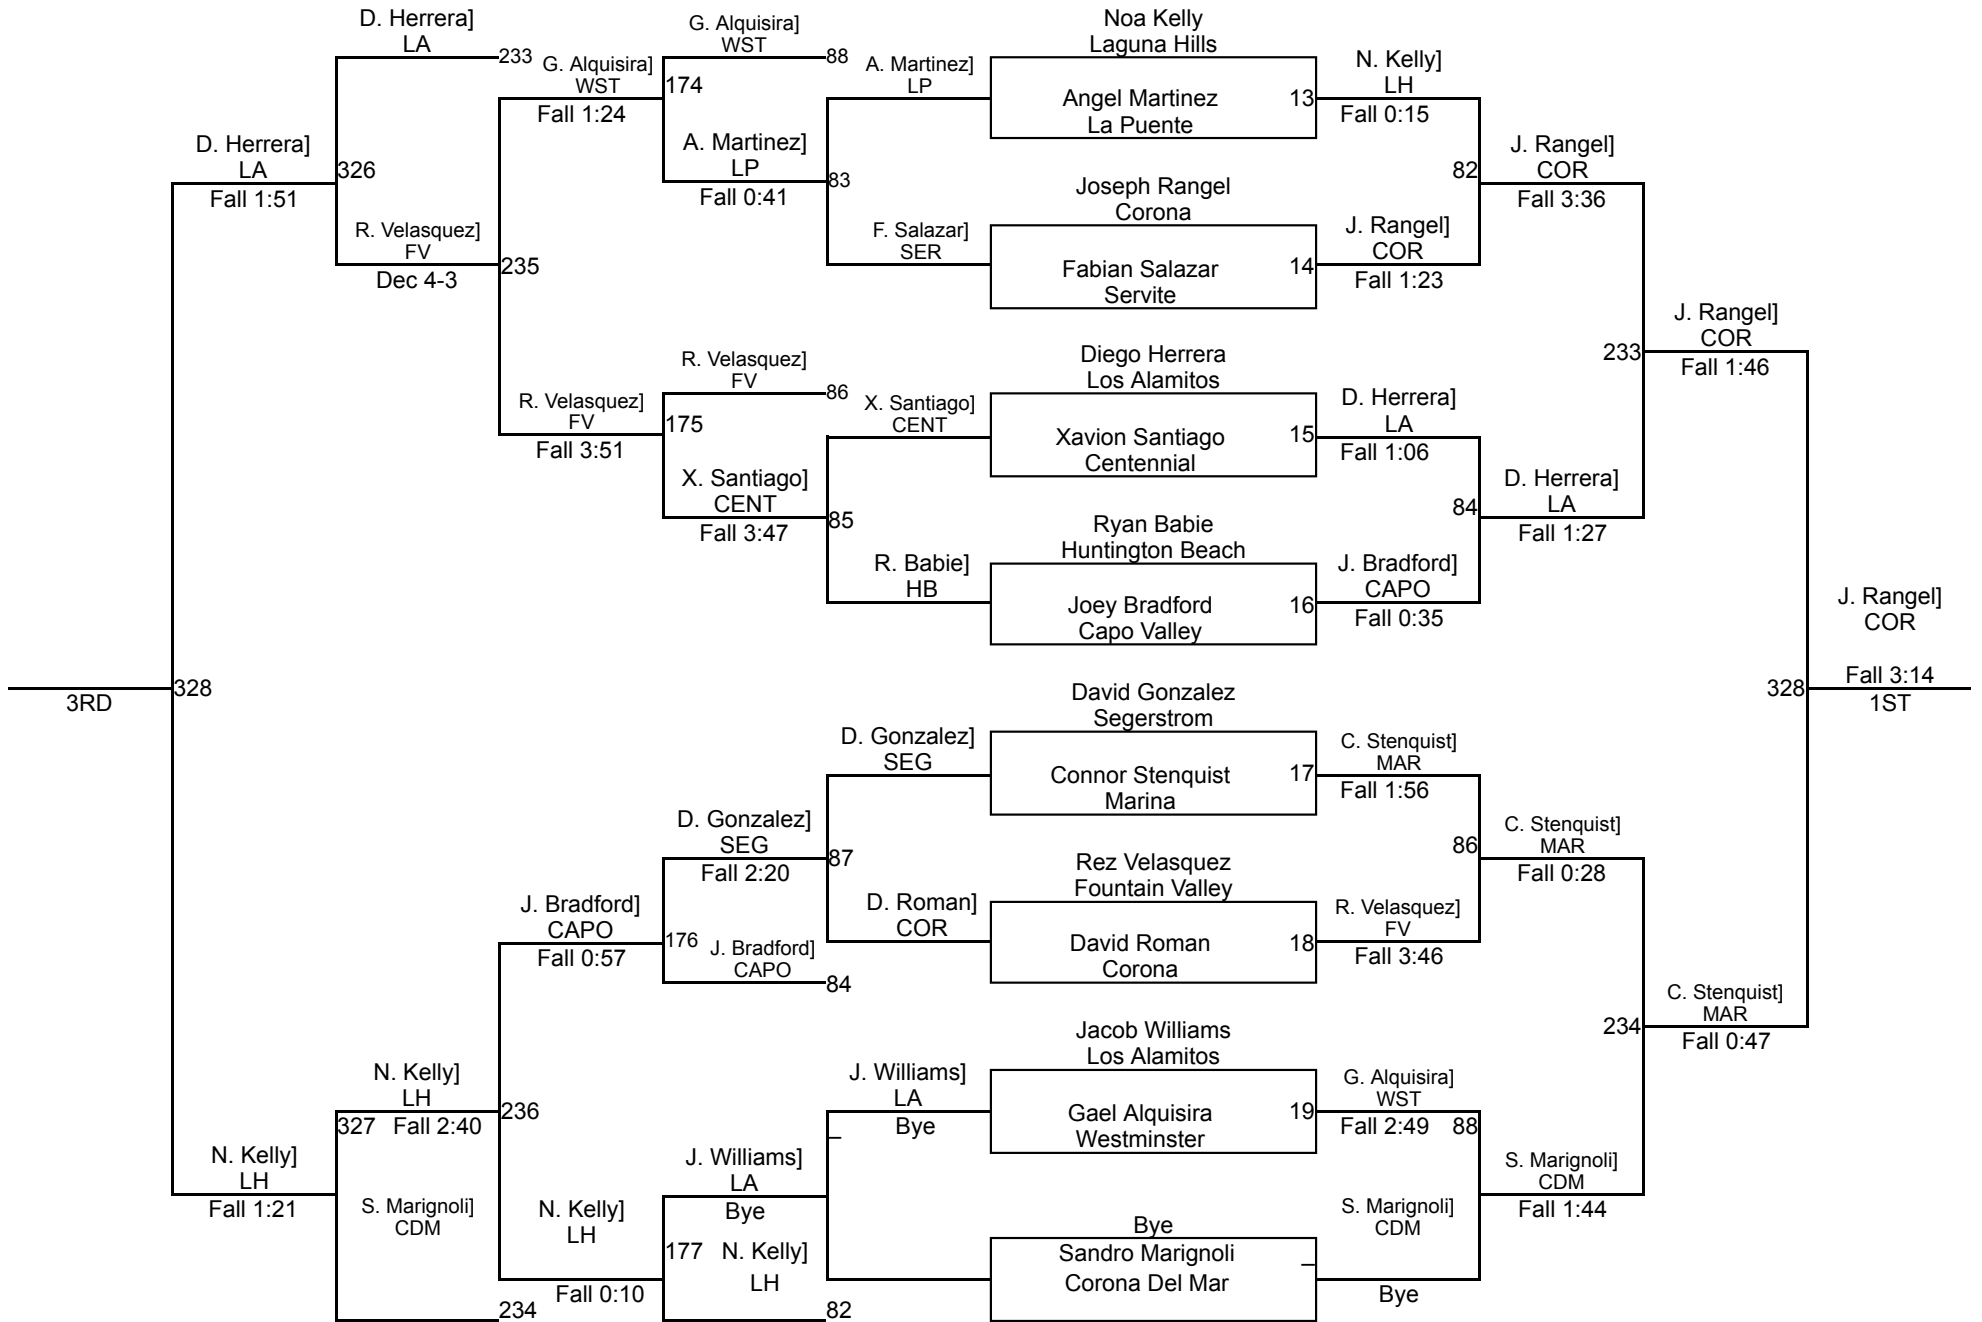 D. Herrera]
LA
233
G. Alquisira]
WST
Fall 1:24
G. Alquisira]
WST
88
174
A. Martinez]
LP
Fall 0:41
83
A. Martinez]
LP
F. Salazar]
SER
D. Herrera]
LA
Fall 1:51
326
R. Velasquez]
FV
Dec 4-3
235
R. Velasquez]
FV
Fall 3:51
R. Velasquez]
FV
86
175
X. Santiago]
CENT
Fall 3:47
85
X. Santiago]
CENT
R. Babie]
HB
Noa Kelly
Laguna Hills
Angel Martinez
La Puente
13
N. Kelly]
LH
Fall 0:15
Joseph Rangel
Corona
Fabian Salazar
Servite
14
J. Rangel]
COR
Fall 1:23
82
J. Rangel]
COR
Fall 3:36
Diego Herrera
Los Alamitos
Xavion Santiago
Centennial
15
D. Herrera]
LA
Fall 1:06
Ryan Babie
Huntington Beach
Joey Bradford
Capo Valley
16
J. Bradford]
CAPO
Fall 0:35
84
D. Herrera]
LA
Fall 1:27
233
J. Rangel]
COR
Fall 1:46
3RD
328
328
J. Rangel]
COR
Fall 3:14
1ST
D. Gonzalez]
SEG
D. Gonzalez]
SEG
Fall 2:20
87
D. Roman]
COR
J. Bradford]
CAPO
Fall 0:57
176
J. Bradford]
CAPO
84
N. Kelly]
LH
327
Fall 2:40
236
N. Kelly]
LH
Fall 1:21
S. Marignoli]
CDM
234
N. Kelly]
LH
Fall 0:10
J. Williams]
LA
Bye
177
N. Kelly]
LH
82
J. Williams]
LA
Bye
_
David Gonzalez
Segerstrom
Connor Stenquist
Marina
17
C. Stenquist]
MAR
Fall 1:56
Rez Velasquez
Fountain Valley
David Roman
Corona
18
R. Velasquez]
FV
Fall 3:46
86
C. Stenquist]
MAR
Fall 0:28
Jacob Williams
Los Alamitos
Gael Alquisira
Westminster
19
G. Alquisira]
WST
Fall 2:49
88
Bye
Sandro Marignoli
Corona Del Mar
_
S. Marignoli]
CDM
Bye
S. Marignoli]
CDM
Fall 1:44
234
C. Stenquist]
MAR
Fall 0:47